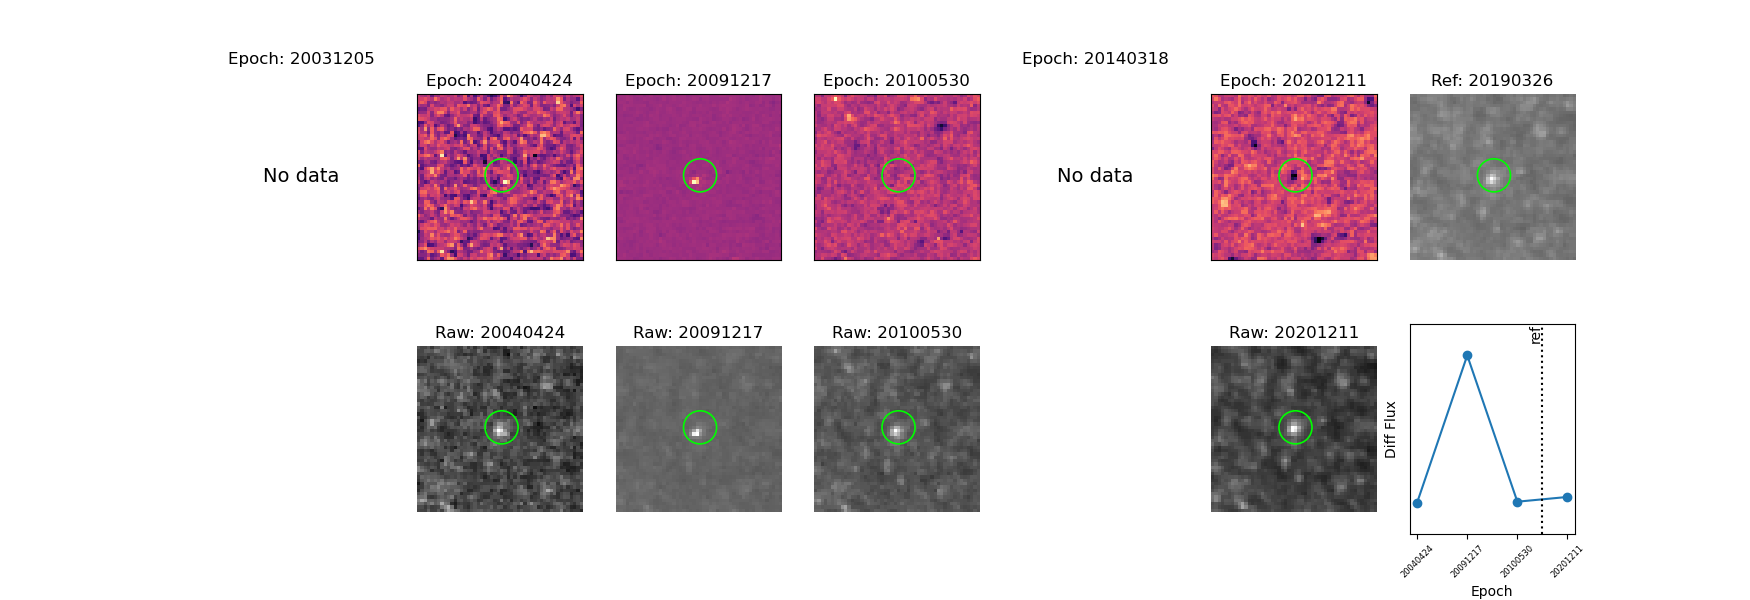 Epoch: 20031205
Epoch: 20040424
Epoch: 20091217
Epoch: 20100530
Epoch: 20140318
Epoch: 20201211
Ref: 20190326
No data
No data
Raw: 20040424
Raw: 20091217
Raw: 20100530
Raw: 20201211
ref
Diff Flux
20040424
20091217
20100530
20201211
Epoch